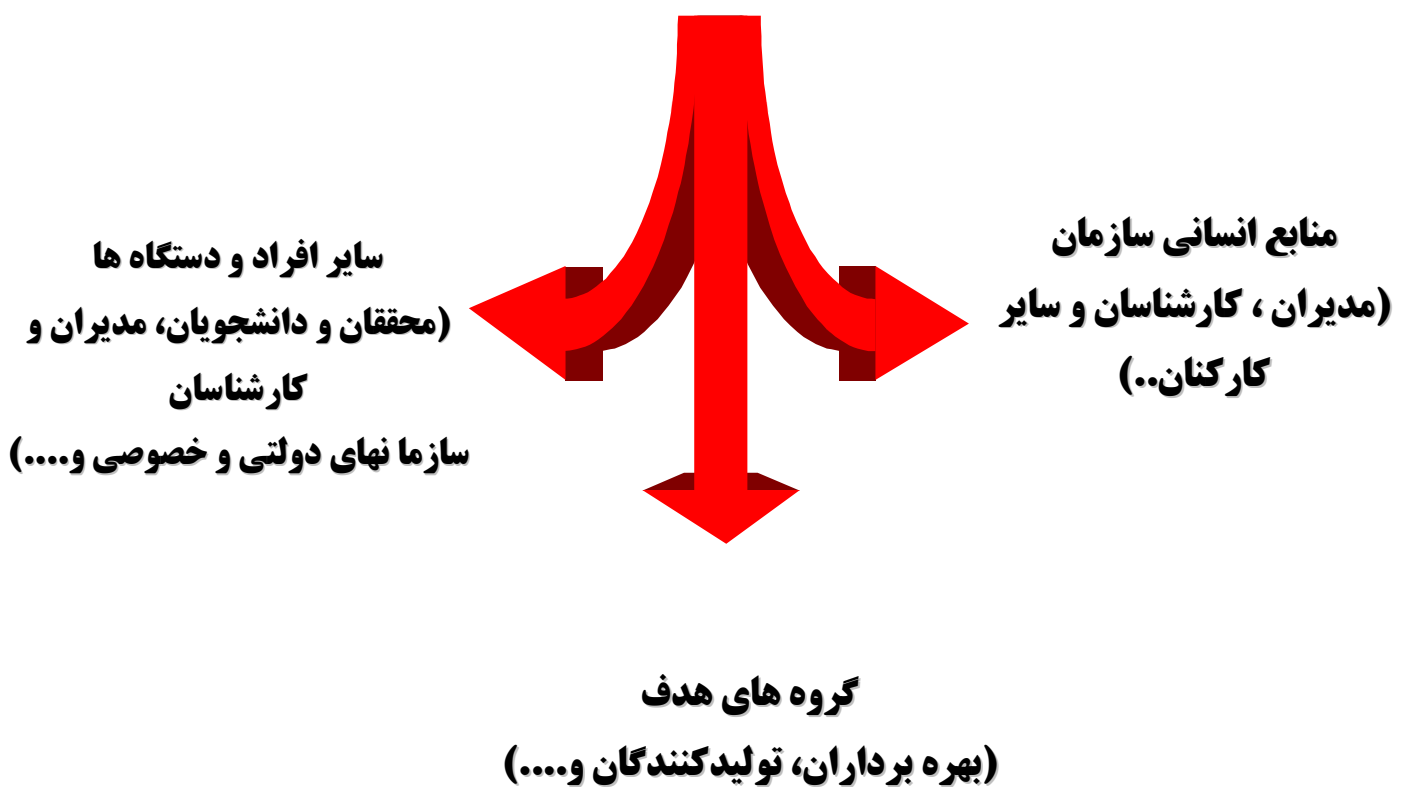 منابع انسانی سازمان
(مدیران ، کارشناسان و سایر
کارکنان..)
سایر افراد و دستگاه ها
(محققان و دانشجویان، مدیران و
کارشناسان
سازما نهای دولتی و خصوصی و....)
گروه های هدف
(بهره برداران، تولیدکنندگان و....)